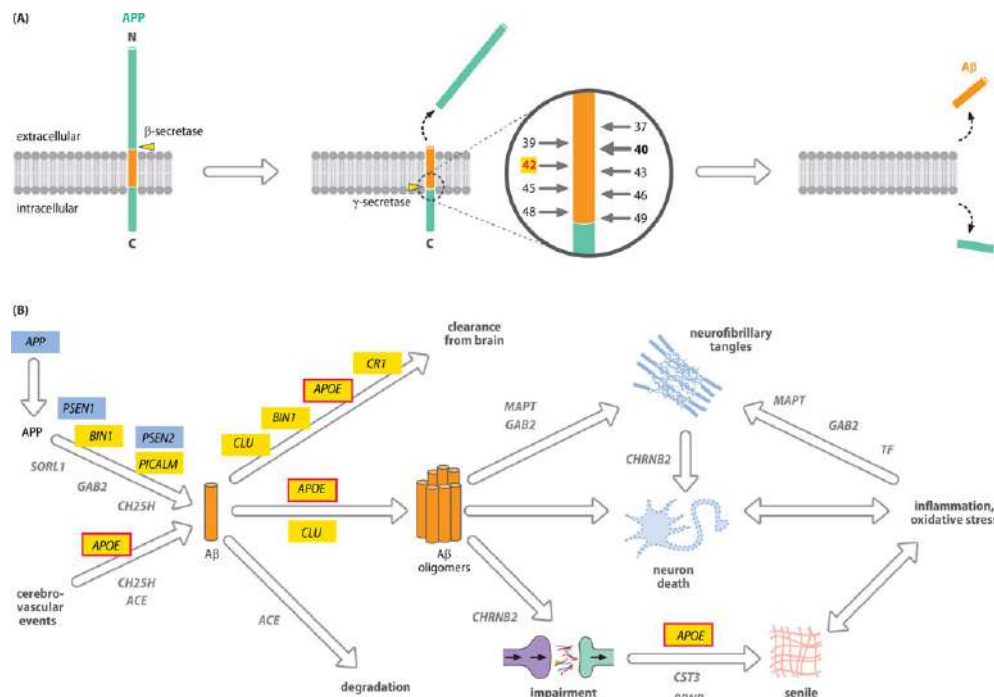 (A)
APP
N
β-secretase
extracellular
intracellular
C
γ-secretase
C
39
42
45
48
37
40
43
46
49
Aβ
(B)
APP
APP
PSEN1
BIN1
PSEN2
PICALM
SORL1
GAB2
CH25H
APOE
CH25H
ACE
cerebro-
vascular
events
Aβ
CLU
BIN1
APOE
CR1
clearance
from brain
APOE
CLU
ACE
degradation
Aβ
oligomers
MAPT
GAB2
neurofibrillary
tangles
CHRNB2
neuron
death
MAPT
GAB2
TF
inflammation,
oxidative stress
CHRNB2
impairment
APOE
CST3
senile